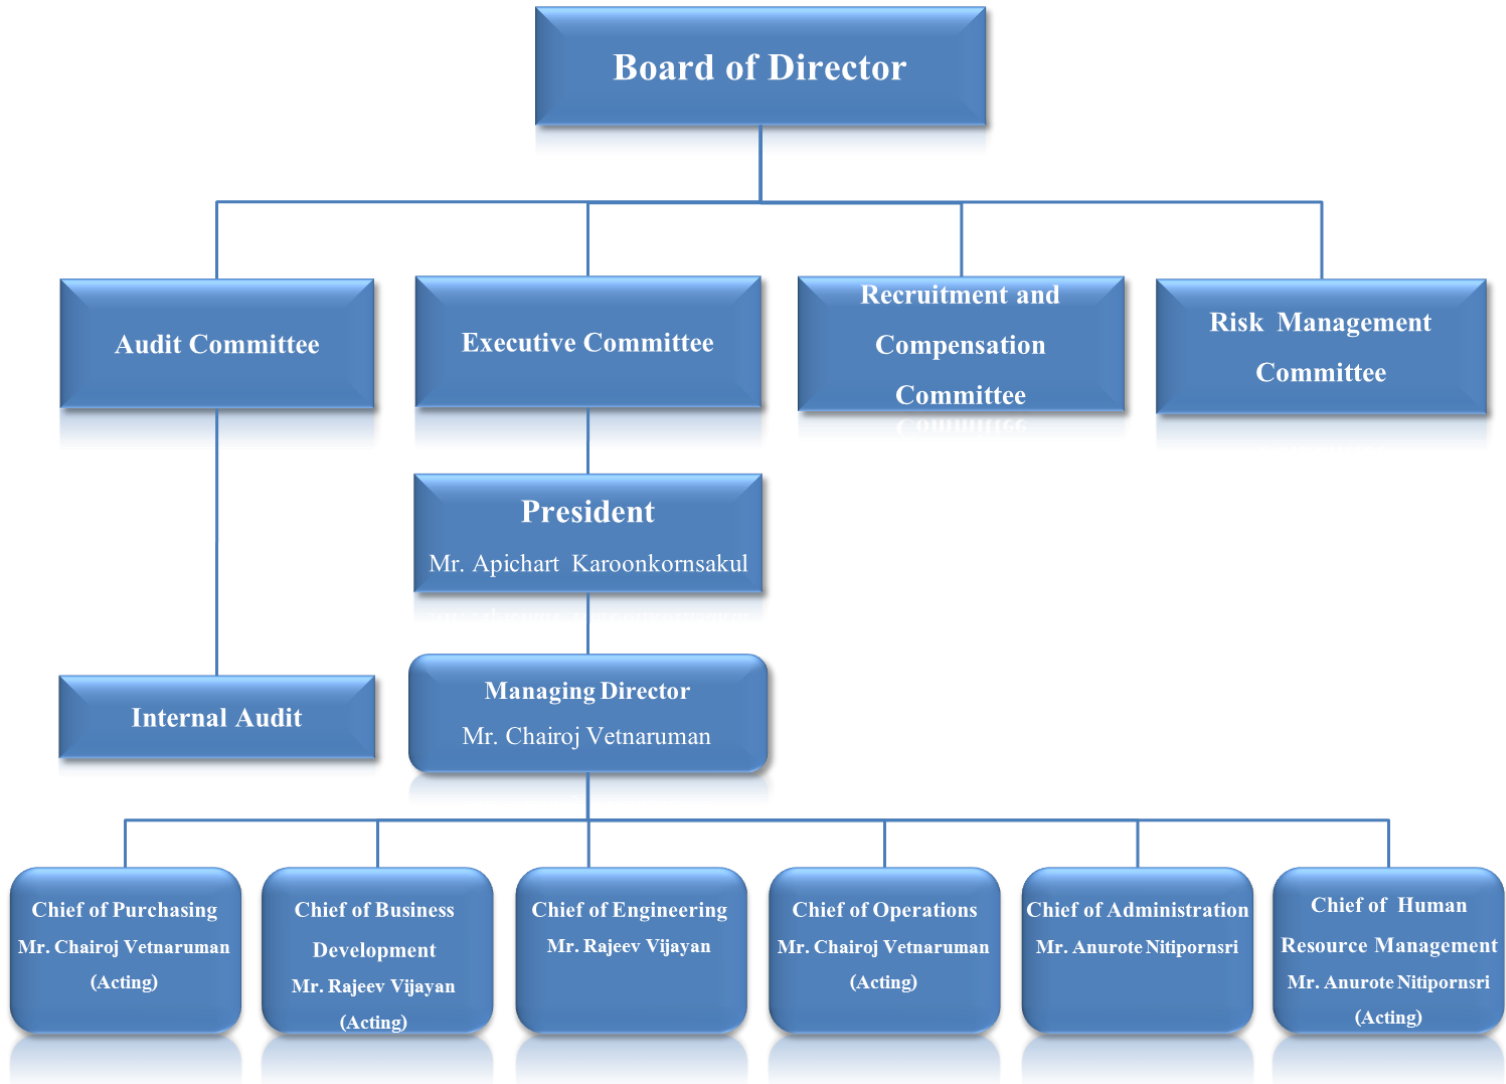 Board of Director
Audit Committee
Executive Committee
Recruitment and
Compensation
Committee
Risk Management
Committee
President
Mr. Apichart Karoonkornsakul
Internal Audit
Managing Director
Mr. Chairoj Vetnaruman
Chief of Purchasing
Mr. Chairoj Vetnaruman
(Acting)
Chief of Business
Development
Mr. Rajeev Vijayan
(Acting)
Chief of Engineering
Mr. Rajeev Vijayan
Chief of Operations
Mr. Chairoj Vetnaruman
(Acting)
Chief of Administration
Mr. Anurote Nitipornsri
Chief of Human
Resource Management
Mr. Anurote Nitipornsri
(Acting)